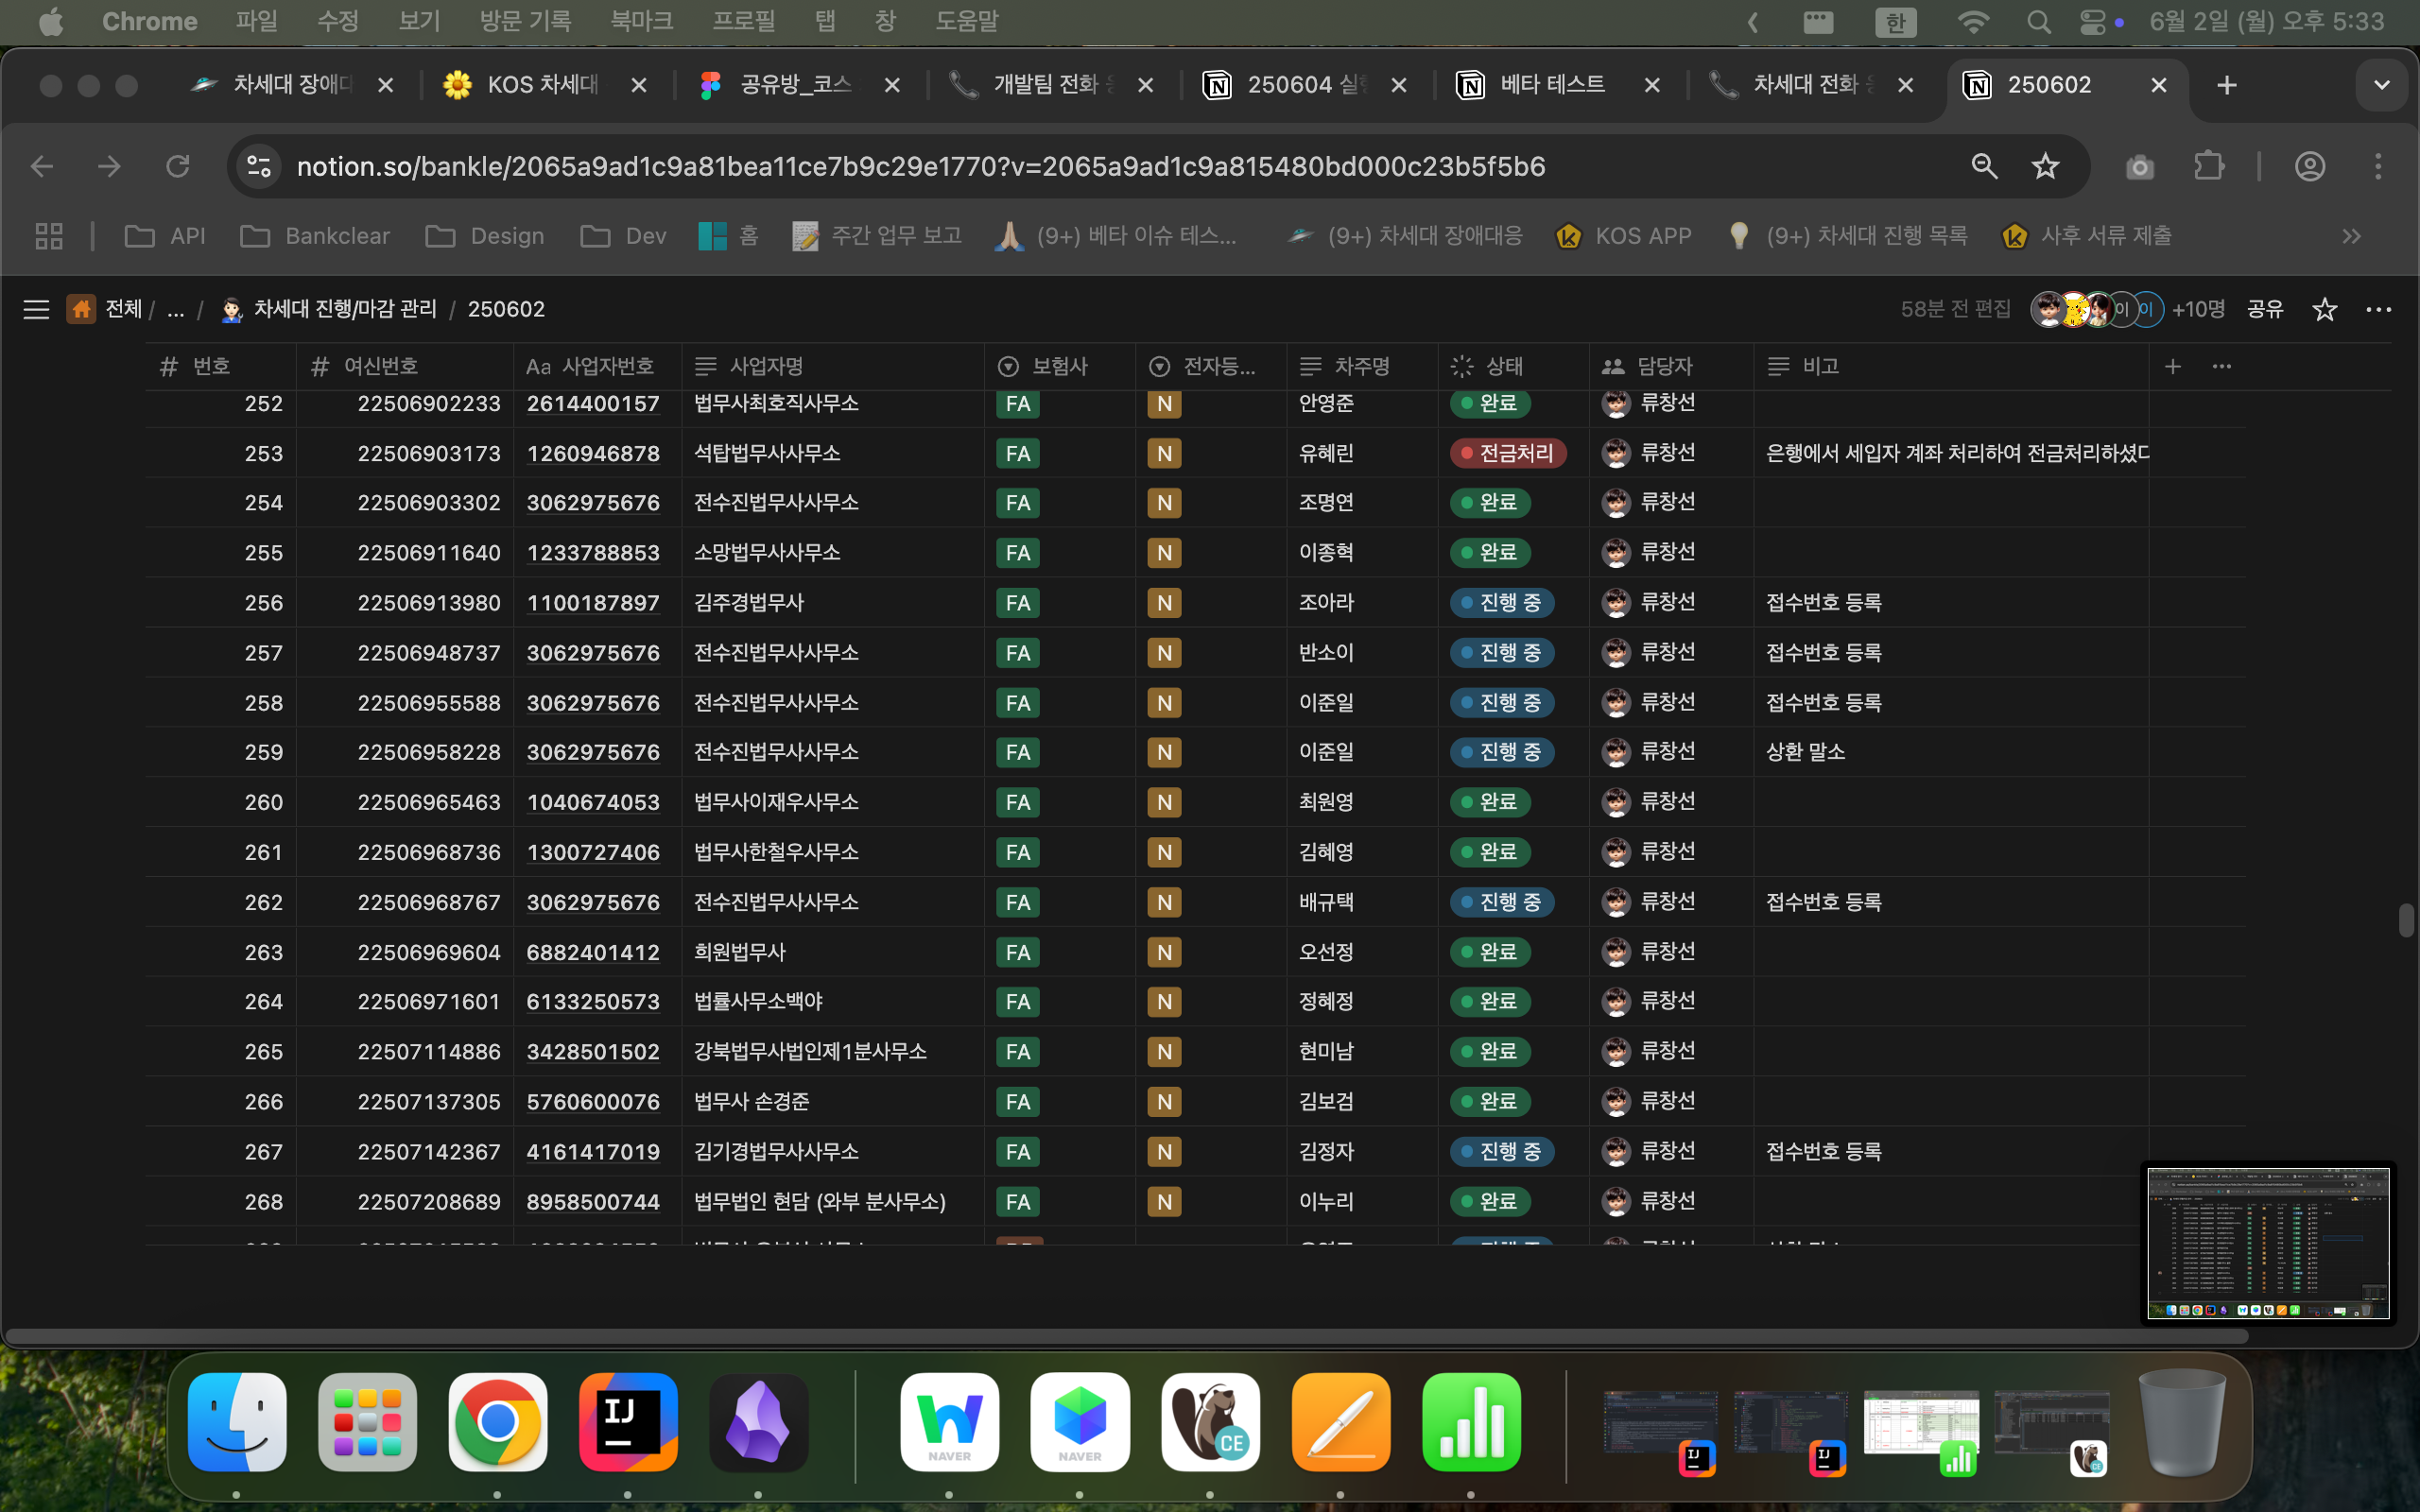 Chrome 파일 수정 보기 방문 기록 북마크 프로필 탭 창 도움말 한 6월 2일 (월) 오후 5:33
차세대 장애대 KOS 차세대 공유방_코스 개발팀 전화 250604 실행 베타 테스트 차세대 전화 250602
notion.so/bankle/2065a9ad1c9a81bea11ce7b9c29e1770?v=2065a9ad1c9a815480bd000c23b5f5b6
API Bankclear Design Dev 홈 주간 업무 보고 (9+) 베타 이슈 테스... (9+) 차세대 장애대응 KOS APP (9+) 차세대 진행 목록 사후 서류 제출
전체 / ... / 차세대 진행/마감 관리 / 250602 58분 전 편집 이 이 +10명 공유
# 번호 # 여신번호 Aa 사업자번호 사업자명 보험사 전자등... 차주명 상태 담당자 비고
252 22506902233 2614400157 법무사최호직사무소 FA N 안영준 완료 류창선
253 22506903173 1260946878 석탑법무사사무소 FA N 유혜린 전금처리 류창선 은행에서 세입자 계좌 처리하여 전금처리하셨다
254 22506903302 3062975676 전수진법무사사무소 FA N 조명연 완료 류창선
255 22506911640 1233788853 소망법무사사무소 FA N 이종혁 완료 류창선
256 22506913980 1100187897 김주경법무사 FA N 조아라 진행 중 류창선 접수번호 등록
257 22506948737 3062975676 전수진법무사사무소 FA N 반소이 진행 중 류창선 접수번호 등록
258 22506955588 3062975676 전수진법무사사무소 FA N 이준일 진행 중 류창선 접수번호 등록
259 22506958228 3062975676 전수진법무사사무소 FA N 이준일 진행 중 류창선 상환 말소
260 22506965463 1040674053 법무사이재우사무소 FA N 최원영 완료 류창선
261 22506968736 1300727406 법무사한철우사무소 FA N 김혜영 완료 류창선
262 22506968767 3062975676 전수진법무사사무소 FA N 배규택 진행 중 류창선 접수번호 등록
263 22506969604 6882401412 희원법무사 FA N 오선정 완료 류창선
264 22506971601 6133250573 법률사무소백야 FA N 정혜정 완료 류창선
265 22507114886 3428501502 강북법무사법인제1분사무소 FA N 현미남 완료 류창선
266 22507137305 5760600076 법무사 손경준 FA N 김보검 완료 류창선
267 22507142367 4161417019 김기경법무사사무소 FA N 김정자 진행 중 류창선 접수번호 등록
268 22507208689 8958500744 법무법인 현담 (와부 분사무소) FA N 이누리 완료 류창선
IJ NAVER NAVER CE IJ IJ CE